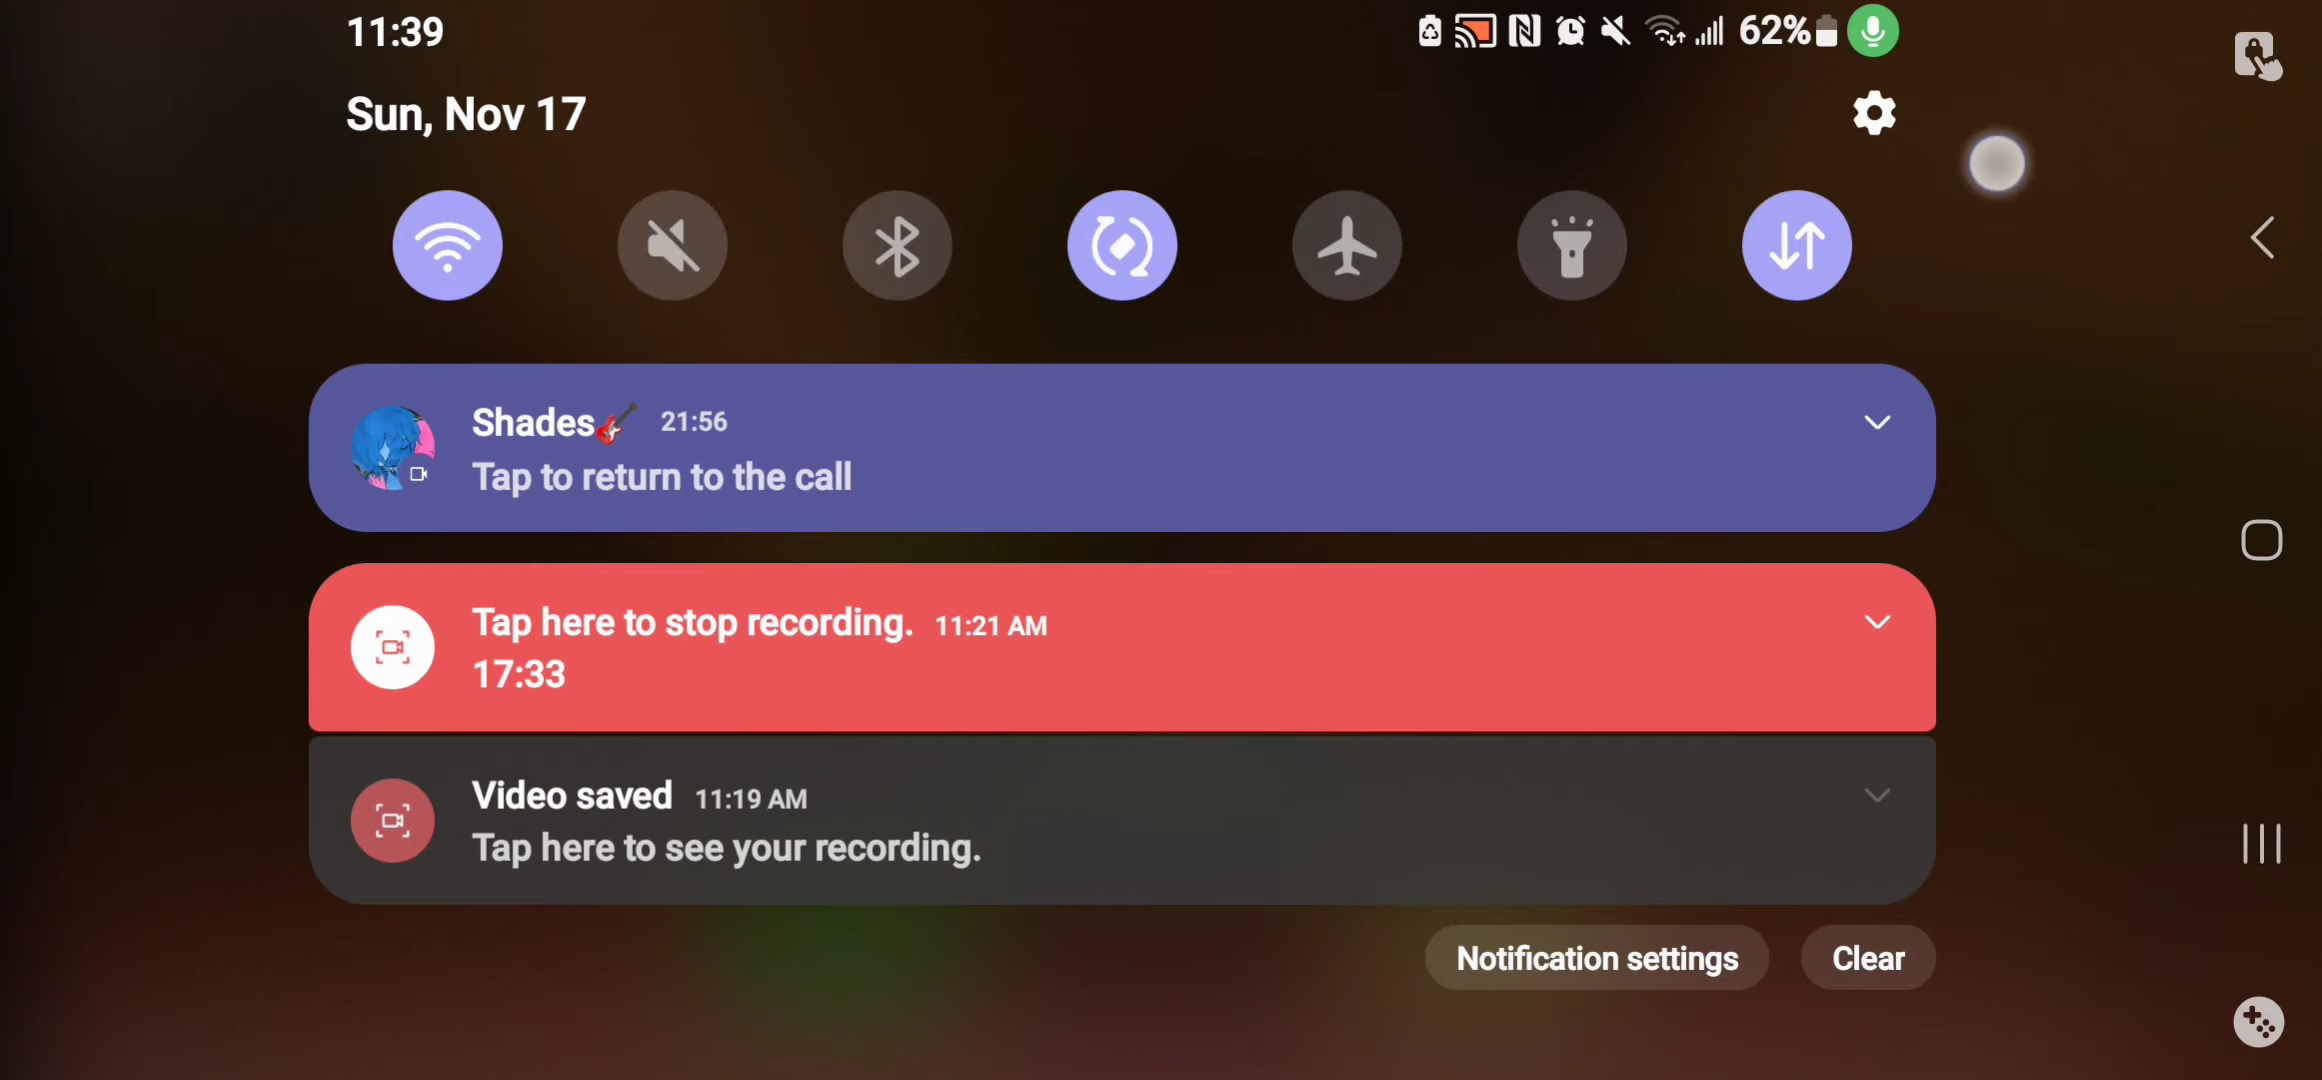 11:39
62%
Sun, Nov 17
Shades🎸 21:56
Tap to return to the call
Tap here to stop recording. 11:21 AM
17:33
Video saved 11:19 AM
Tap here to see your recording.
Notification settings
Clear